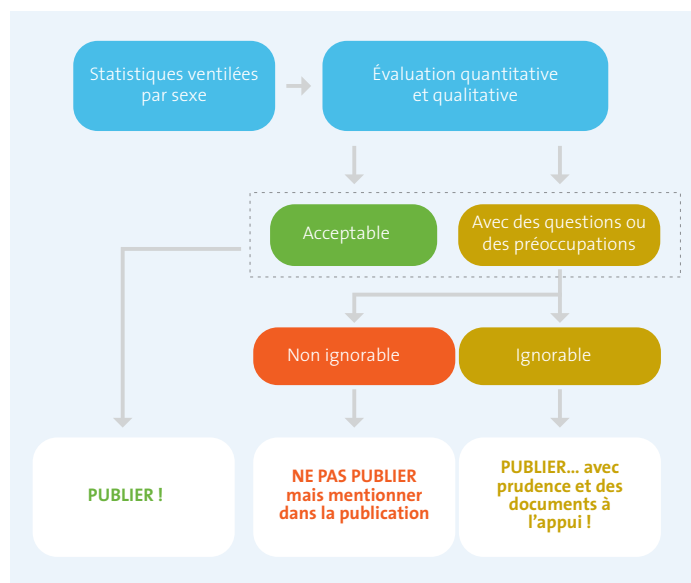 Statistiques ventilées
par sexe
Évaluation quantitative
et qualitative
Acceptable
Avec des questions ou
des préoccupations
Non ignorable
Ignorable
PUBLIER !
NE PAS PUBLIER
mais mentionner
dans la publication
PUBLIER... avec
prudence et des
documents à
l’appui !